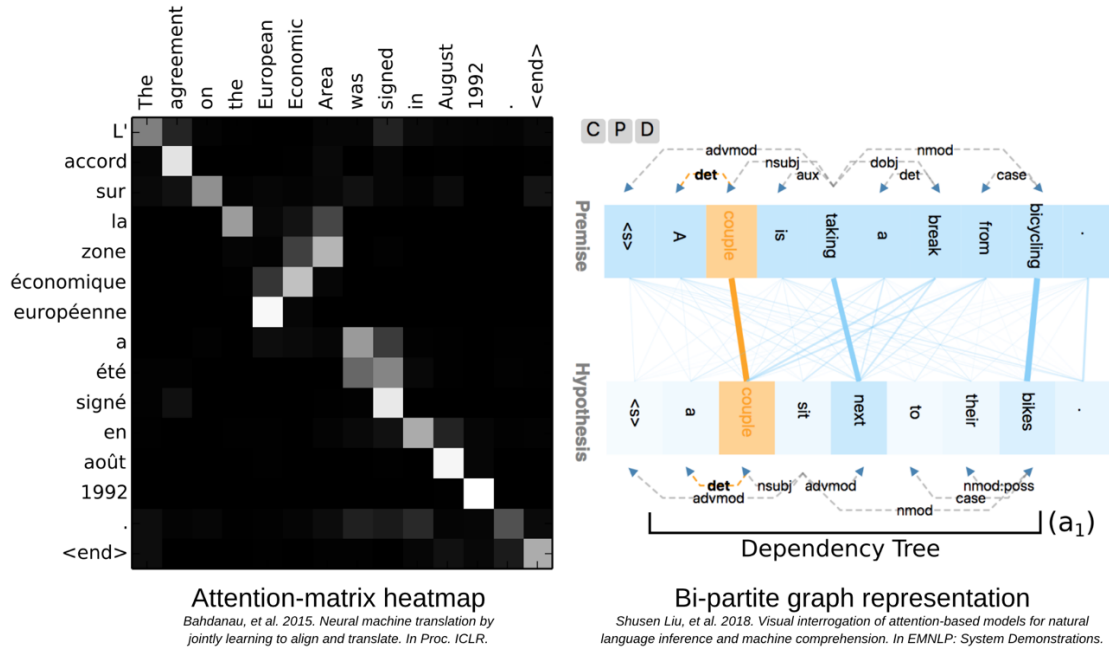 The agreement on the European Economic Area was signed in August 1992 . <end>
L'
accord
sur
la
zone
économique
européenne
a
été
signé
en
août
1992
.
<end>
Attention-matrix heatmap
Bahdanau, et al. 2015. Neural machine translation by
jointly learning to align and translate. In Proc. ICLR.
C P D
advmod nmod
nsubj dobj
det aux det case
Premise
<s> A couple is taking a break from bicycling .
Hypothesis
<s> a couple sit next to their bikes .
det nsubj advmod nmod:poss
advmod case
nmod
(a₁)
Dependency Tree
Bi-partite graph representation
Shusen Liu, et al. 2018. Visual interrogation of attention-based models for natural
language inference and machine comprehension. In EMNLP: System Demonstrations.